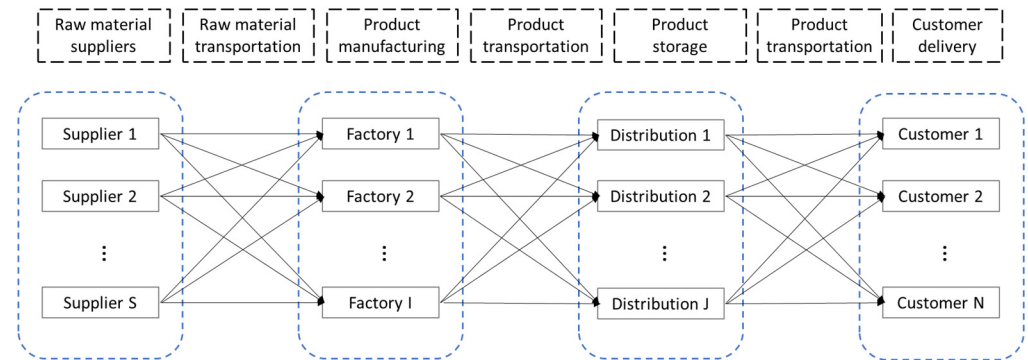 Raw material
suppliers
Raw material
transportation
Product
manufacturing
Product
transportation
Product
storage
Product
transportation
Customer
delivery
Supplier 1
Factory 1
Distribution 1
Customer 1
Supplier 2
Factory 2
Distribution 2
Customer 2
⋮
⋮
⋮
⋮
Supplier S
Factory I
Distribution J
Customer N